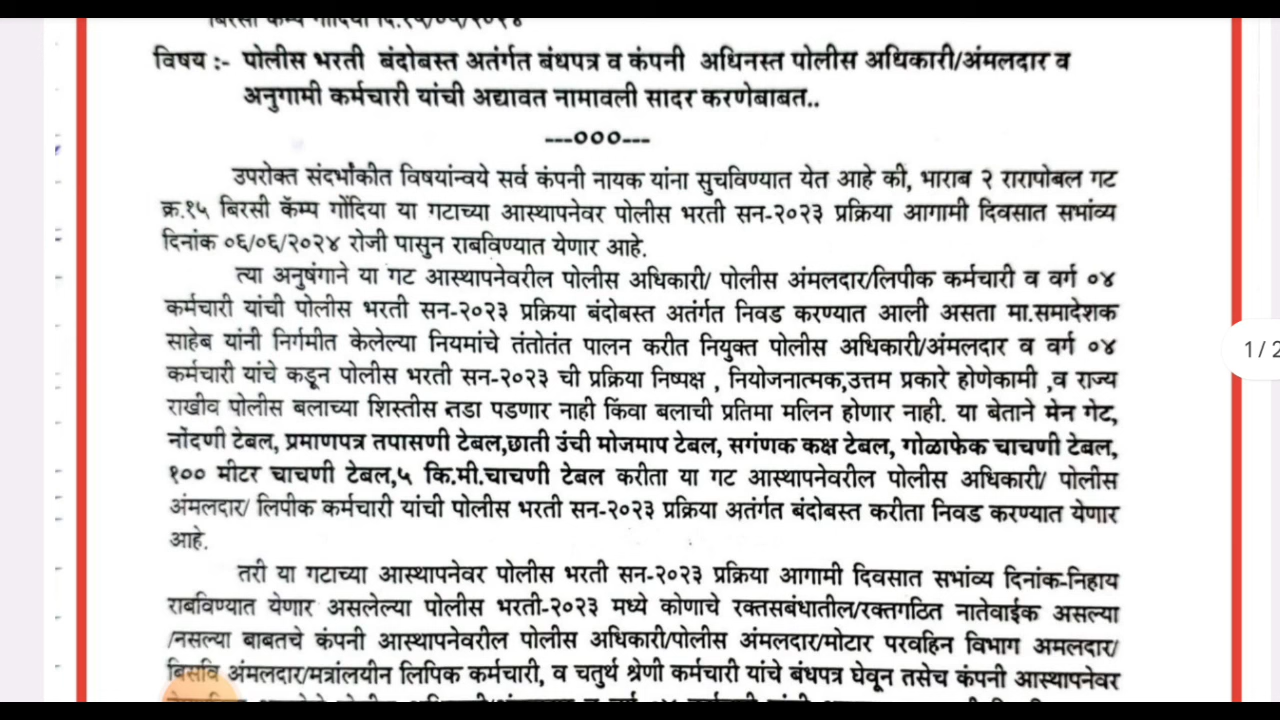 बिरसी कॅम्प गोंदिया दि.१५/०५/२०२४
विषय :- पोलीस भरती बंदोबस्त अतंर्गत बंधपत्र व कंपनी अधिनस्त पोलीस अधिकारी/अंमलदार व
अनुगामी कर्मचारी यांची अद्यावत नामावली सादर करणेबाबत..
---०००---
उपरोक्त संदर्भांकीत विषयांन्वये सर्व कंपनी नायक यांना सुचविण्यात येत आहे की, भाराब २ रारापोबल गट
क्र.१५ बिरसी कॅम्प गोंदिया या गटाच्या आस्थापनेवर पोलीस भरती सन-२०२३ प्रक्रिया आगामी दिवसात सभांव्य
दिनांक ०६/०६/२०२४ रोजी पासुन राबविण्यात येणार आहे.
त्या अनुषंगाने या गट आस्थापनेवरील पोलीस अधिकारी/ पोलीस अंमलदार/लिपीक कर्मचारी व वर्ग ०४
कर्मचारी यांची पोलीस भरती सन-२०२३ प्रक्रिया बंदोबस्त अतंर्गत निवड करण्यात आली असता मा.समादेशक
साहेब यांनी निर्गमीत केलेल्या नियमांचे तंतोतंत पालन करीत नियुक्त पोलीस अधिकारी/अंमलदार व वर्ग ०४
कर्मचारी यांचे कडून पोलीस भरती सन-२०२३ ची प्रक्रिया निष्पक्ष , नियोजनात्मक,उत्तम प्रकारे होणेकामी ,व राज्य
राखीव पोलीस बलाच्या शिस्तीस तडा पडणार नाही किंवा बलाची प्रतिमा मलिन होणार नाही. या बेताने मेन गेट,
नोंदणी टेबल, प्रमाणपत्र तपासणी टेबल,छाती उंची मोजमाप टेबल, सगंणक कक्ष टेबल, गोळाफेक चाचणी टेबल,
१०० मीटर चाचणी टेबल,५ कि.मी.चाचणी टेबल करीता या गट आस्थापनेवरील पोलीस अधिकारी/ पोलीस
अंमलदार/ लिपीक कर्मचारी यांची पोलीस भरती सन-२०२३ प्रक्रिया अतंर्गत बंदोबस्त करीता निवड करण्यात येणार
आहे.
तरी या गटाच्या आस्थापनेवर पोलीस भरती सन-२०२३ प्रक्रिया आगामी दिवसात सभांव्य दिनांक-निहाय
राबविण्यात येणार असलेल्या पोलीस भरती-२०२३ मध्ये कोणाचे रक्तसबंधातील/रक्तगठित नातेवाईक असल्या
/नसल्या बाबतचे कंपनी आस्थापनेवरील पोलीस अधिकारी/पोलीस अंमलदार/मोटार परवहिन विभाग अमलदार/
बिसवि अंमलदार/मत्रांलयीन लिपिक कर्मचारी, व चतुर्थ श्रेणी कर्मचारी यांचे बंधपत्र घेवून तसेच कंपनी आस्थापनेवर
1/2